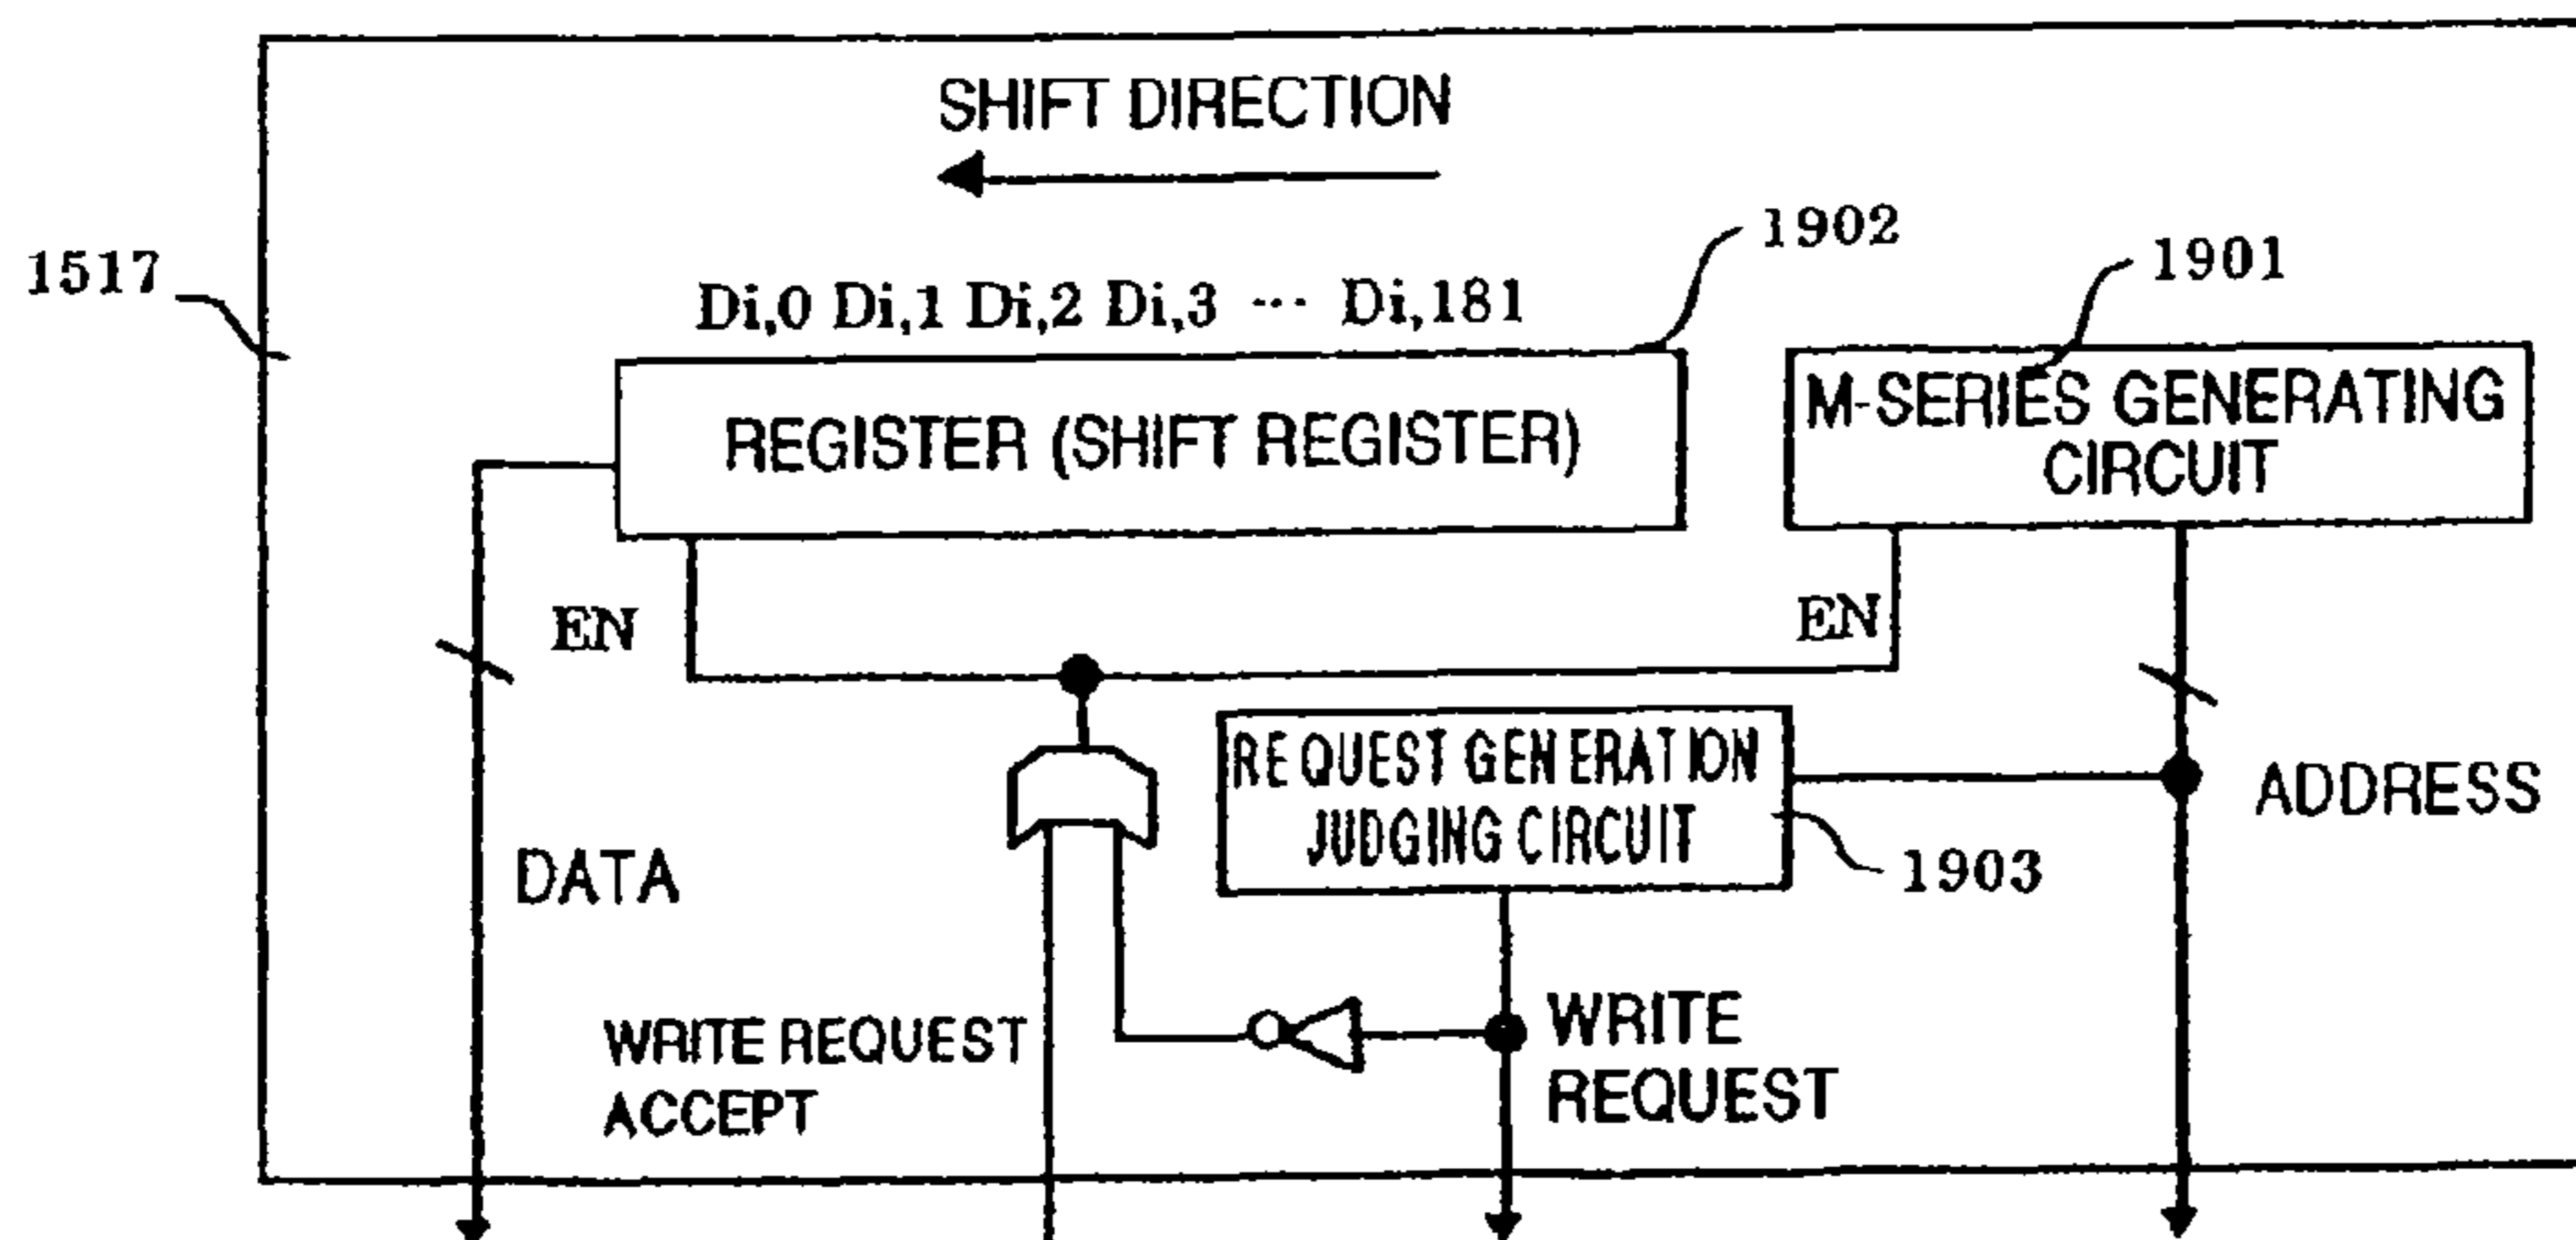 SHIFT DIRECTION
1902
1901
1517
Di,0 Di,1 Di,2 Di,3 ··· Di,181
REGISTER (SHIFT REGISTER)
M-SERIES GENERATING
CIRCUIT
EN
EN
REQUEST GENERATION
JUDGING CIRCUIT
ADDRESS
1903
DATA
WRITE REQUEST
ACCEPT
WRITE
REQUEST